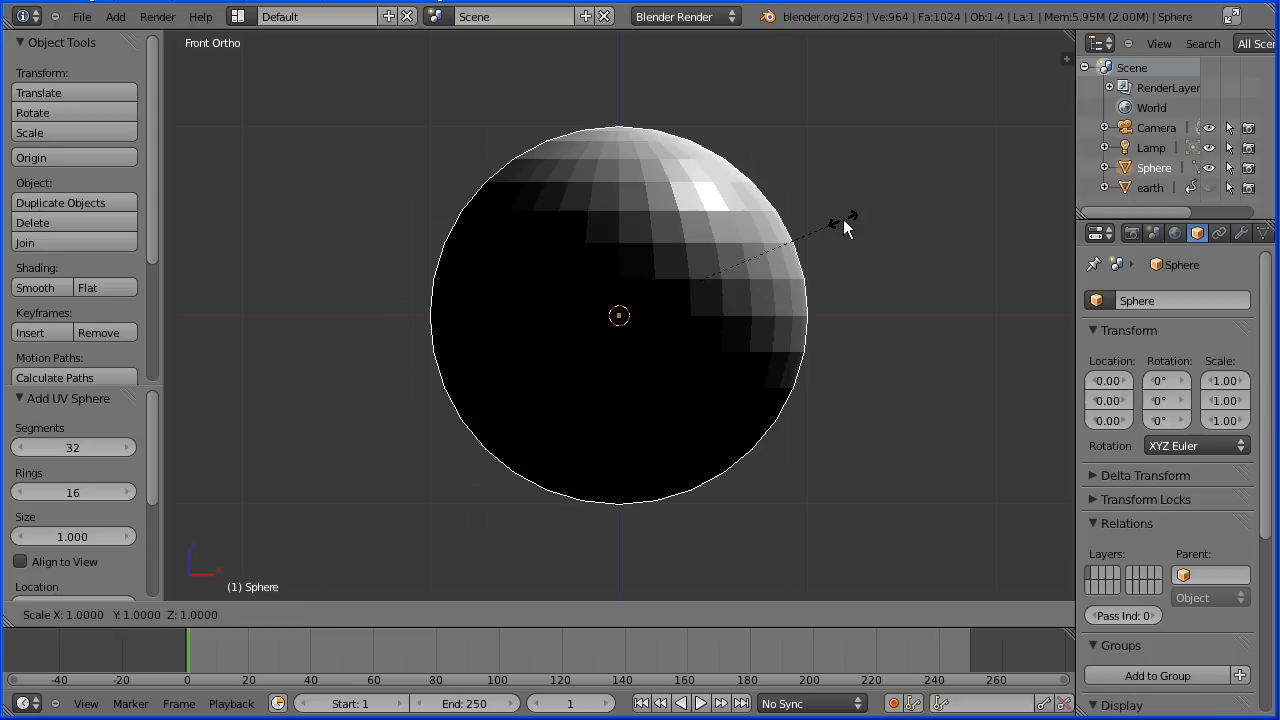 File Add Render Help Default Scene Blender Render blender.org 263 | Ve:964 | Fa:1024 | Ob:1-4 | La:1 | Mem:5.95M (2.00M) | Sphere
Object Tools
Transform:
Translate
Rotate
Scale
Origin
Object:
Duplicate Objects
Delete
Join
Shading:
Smooth Flat
Keyframes:
Insert Remove
Motion Paths:
Calculate Paths
Add UV Sphere
Segments
32
Rings
16
Size
1.000
Align to View
Location
Front Ortho
(1) Sphere
Scale X: 1.0000 Y: 1.0000 Z: 1.0000
View Search All Scer
Scene
RenderLayer
World
Camera
Lamp
Sphere
earth
Sphere
Sphere
Transform
Location: Rotation: Scale:
0.00 0° 1.00
0.00 0° 1.00
0.00 0° 1.00
Rotation XYZ Euler
Delta Transform
Transform Locks
Relations
Layers: Parent:
Object
Pass Ind: 0
Groups
Add to Group
Display
-40 -20 0 20 40 60 80 100 120 140 160 180 200 220 240 260
View Marker Frame Playback Start: 1 End: 250 1 No Sync